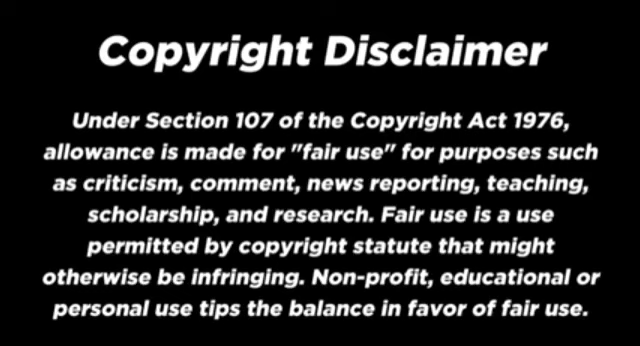 Copyright Disclaimer
Under Section 107 of the Copyright Act 1976,
allowance is made for "fair use" for purposes such
as criticism, comment, news reporting, teaching,
scholarship, and research. Fair use is a use
permitted by copyright statute that might
otherwise be infringing. Non-profit, educational or
personal use tips the balance in favor of fair use.